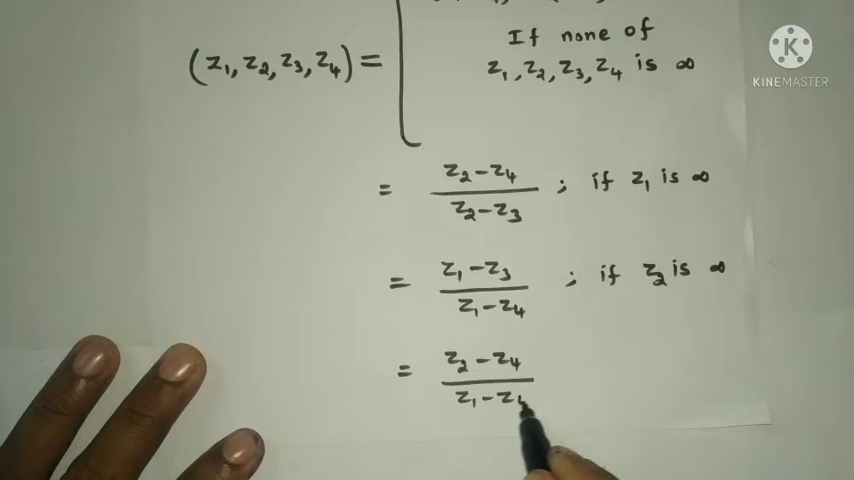 If none of
(z₁, z₂, z₃, z₄) =
z₁, z₂, z₃, z₄ is ∞
K
KINEMASTER
= z₂ − z₄ / z₂ − z₃ ; if z₁ is ∞
= z₁ − z₃ / z₁ − z₄ ; if z₂ is ∞
= z₂ − z₄ / z₁ − z₄